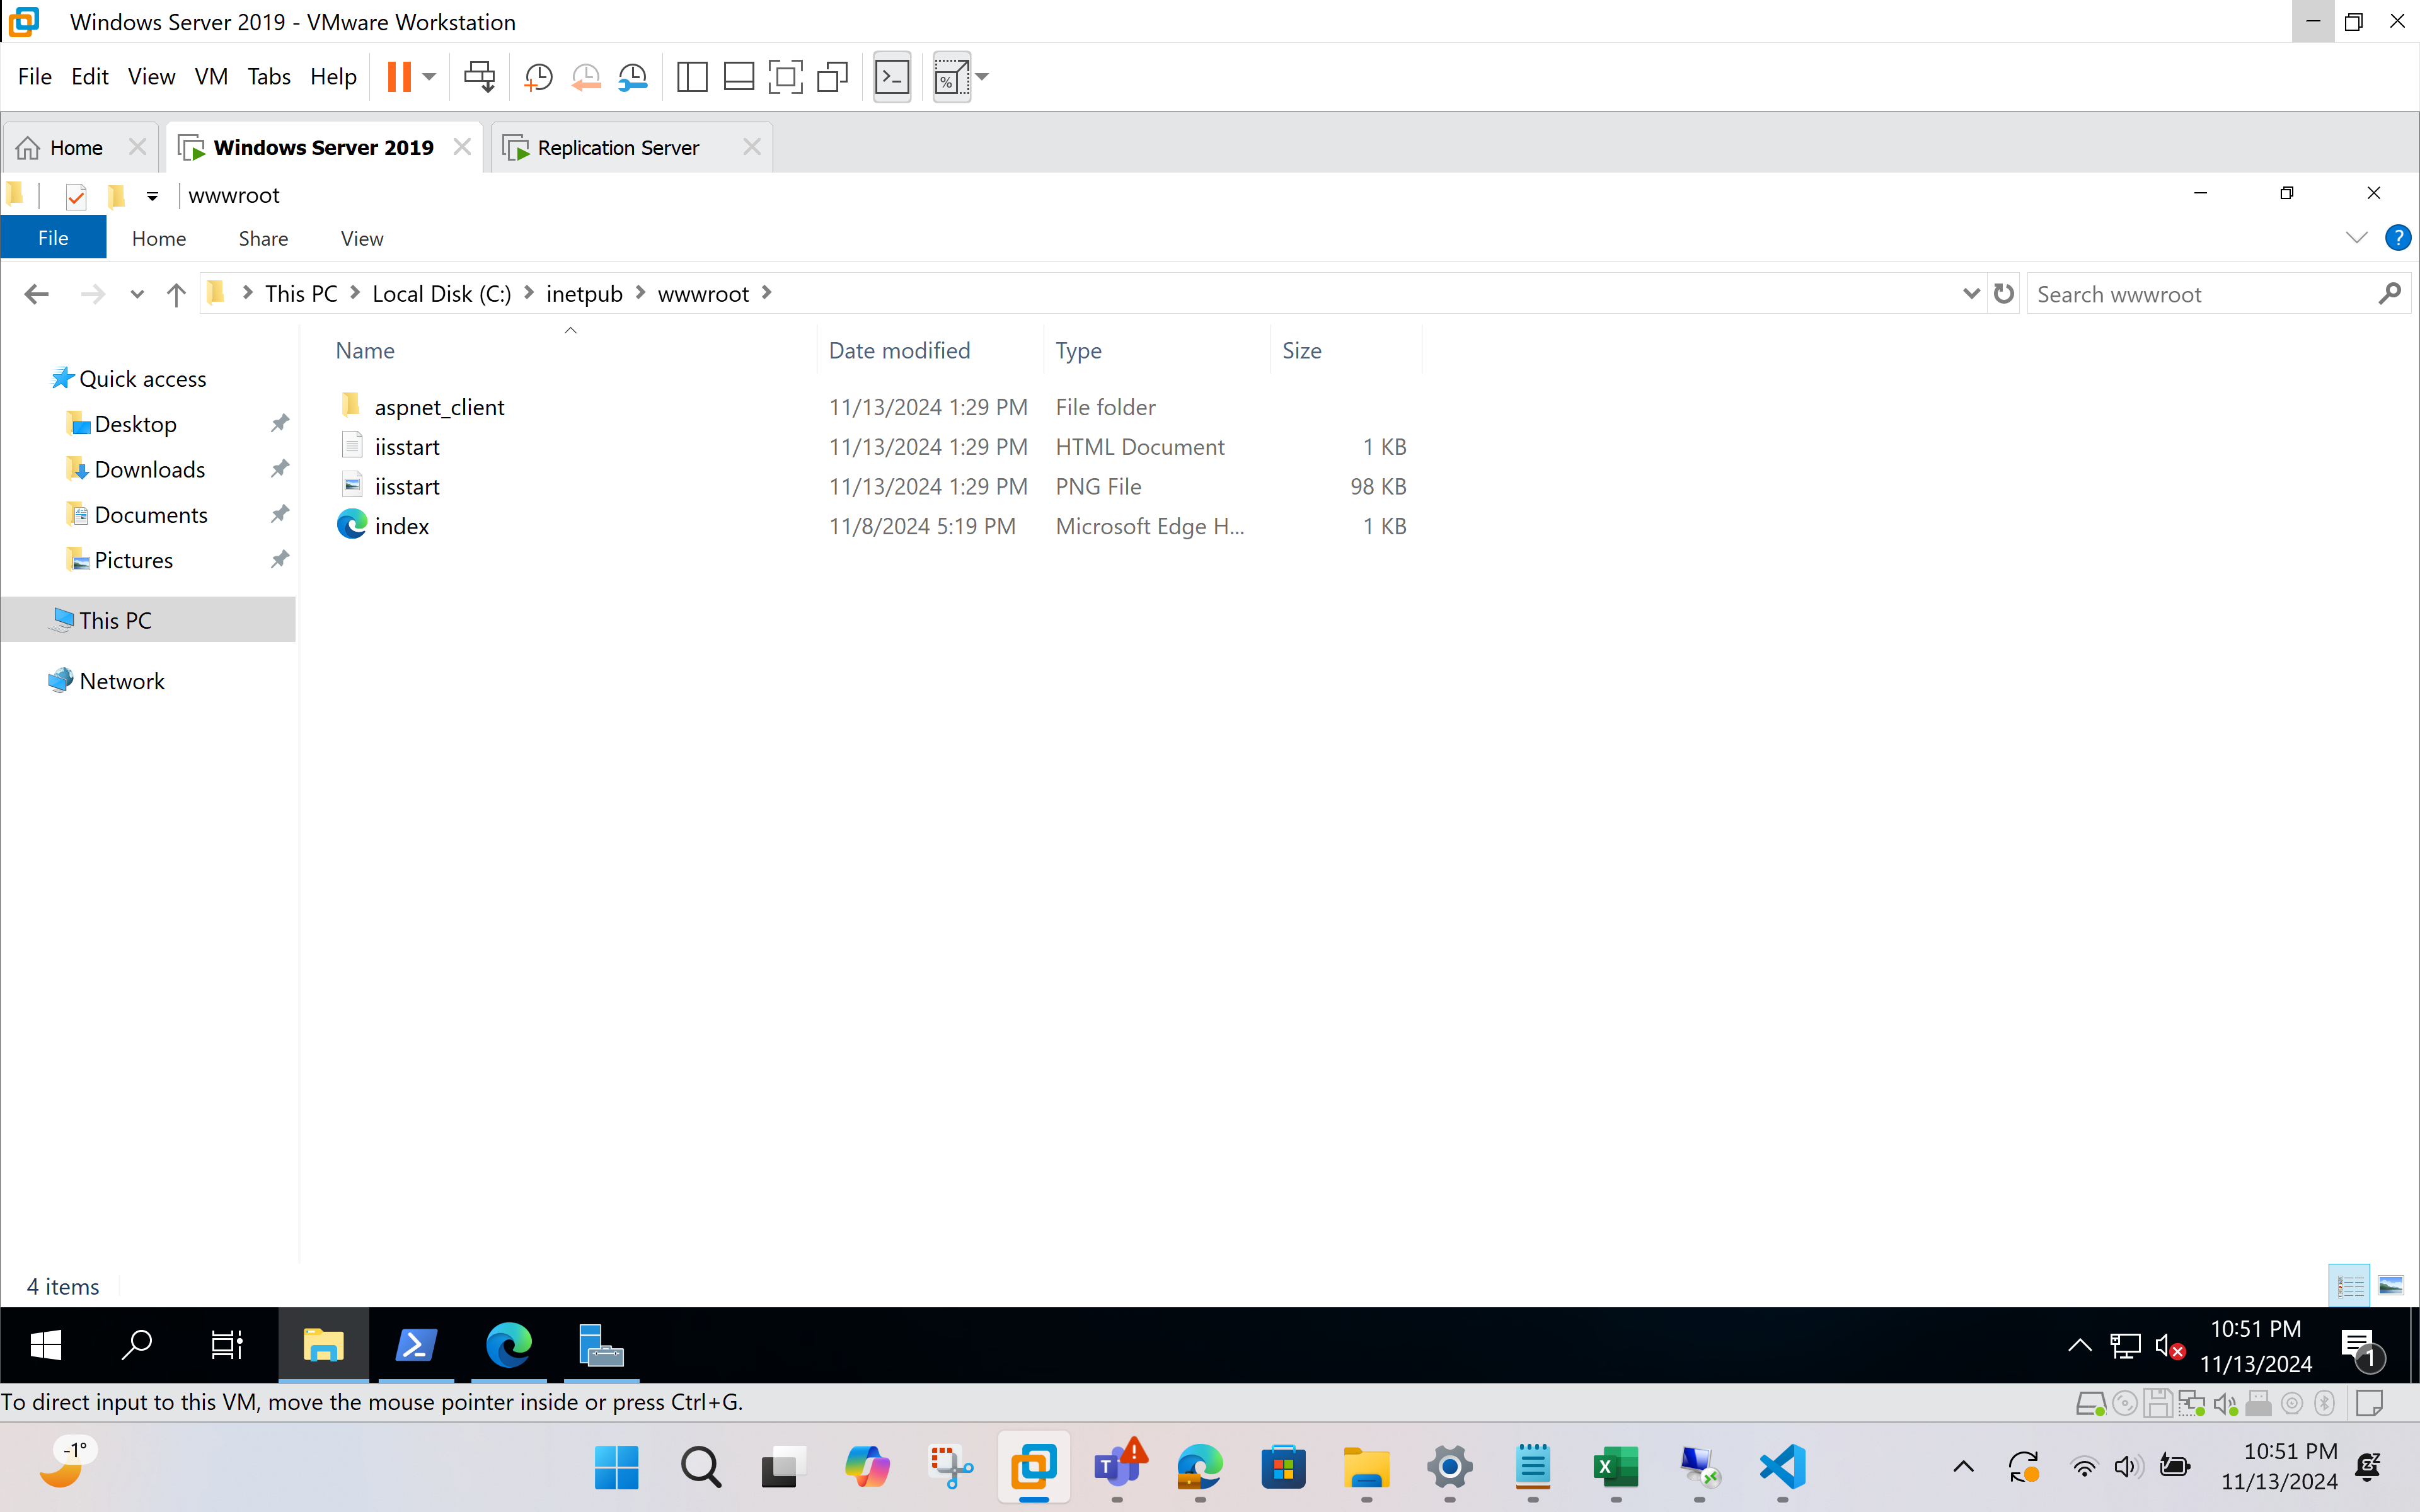 Windows Server 2019 - VMware Workstation
File Edit View VM Tabs Help
Home Windows Server 2019 Replication Server
wwwroot
File Home Share View
This PC Local Disk (C:) inetpub wwwroot Search wwwroot
Name Date modified Type Size
Quick access
Desktop
Downloads
Documents
Pictures
This PC
Network
aspnet_client 11/13/2024 1:29 PM File folder
iisstart 11/13/2024 1:29 PM HTML Document 1 KB
iisstart 11/13/2024 1:29 PM PNG File 98 KB
index 11/8/2024 5:19 PM Microsoft Edge H... 1 KB
4 items
10:51 PM
11/13/2024
1
To direct input to this VM, move the mouse pointer inside or press Ctrl+G.
-1°
10:51 PM
11/13/2024